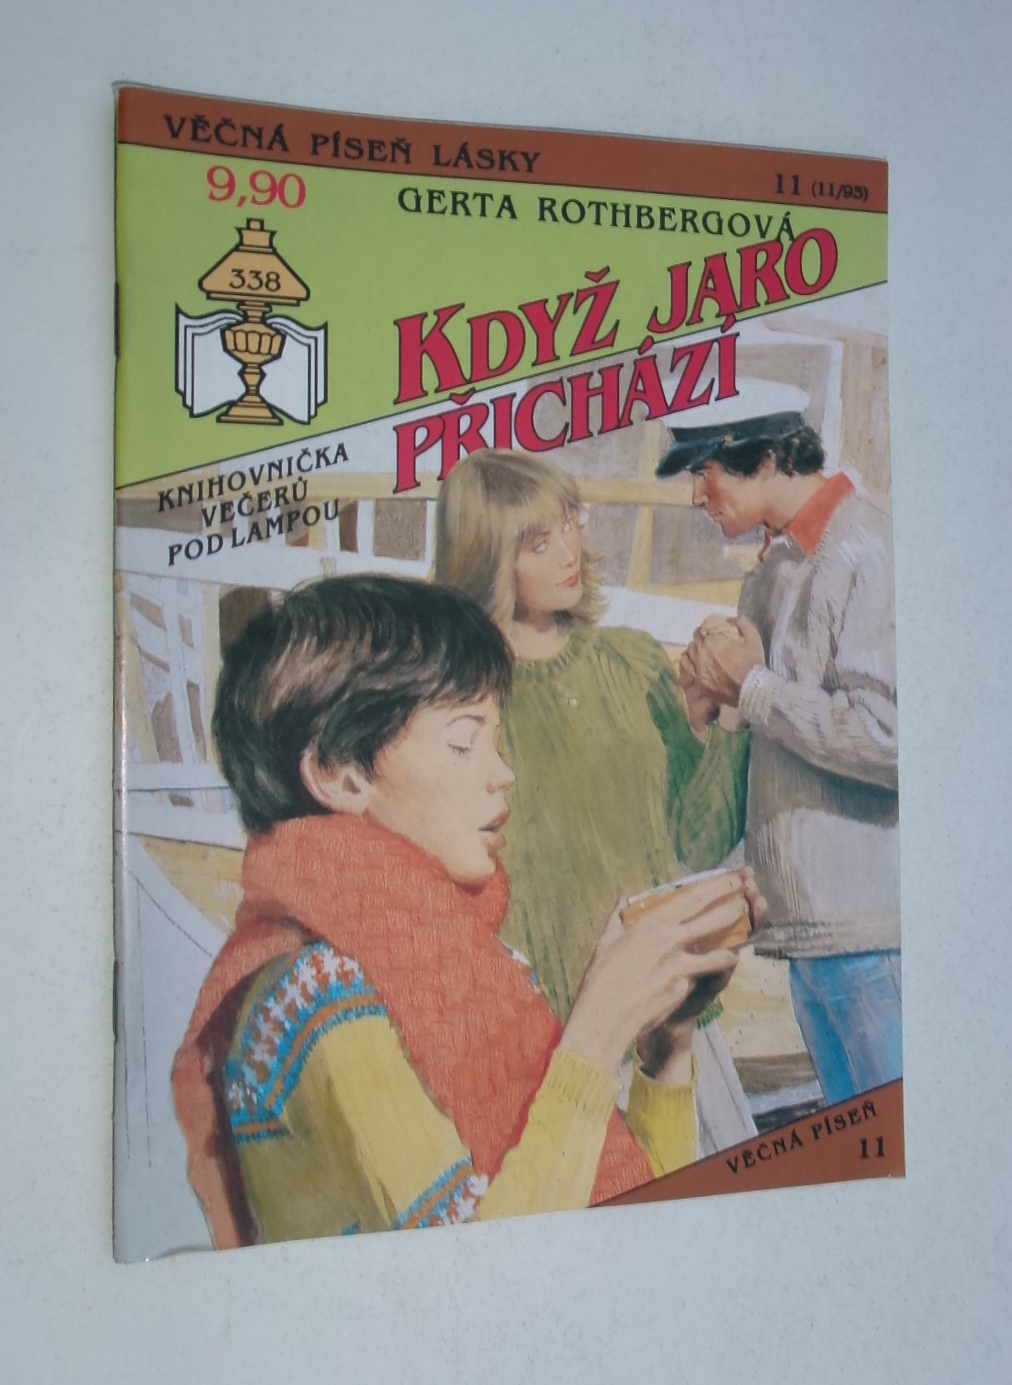 VĚČNÁ PÍSEŇ LÁSKY
11 (11/95)
9,90
GERTA ROTHBERGOVÁ
338
KDYŽ JARO
PŘICHÁZÍ
KNIHOVNIČKA
VEČERŮ
POD LAMPOU
VĚČNÁ PÍSEŇ
11